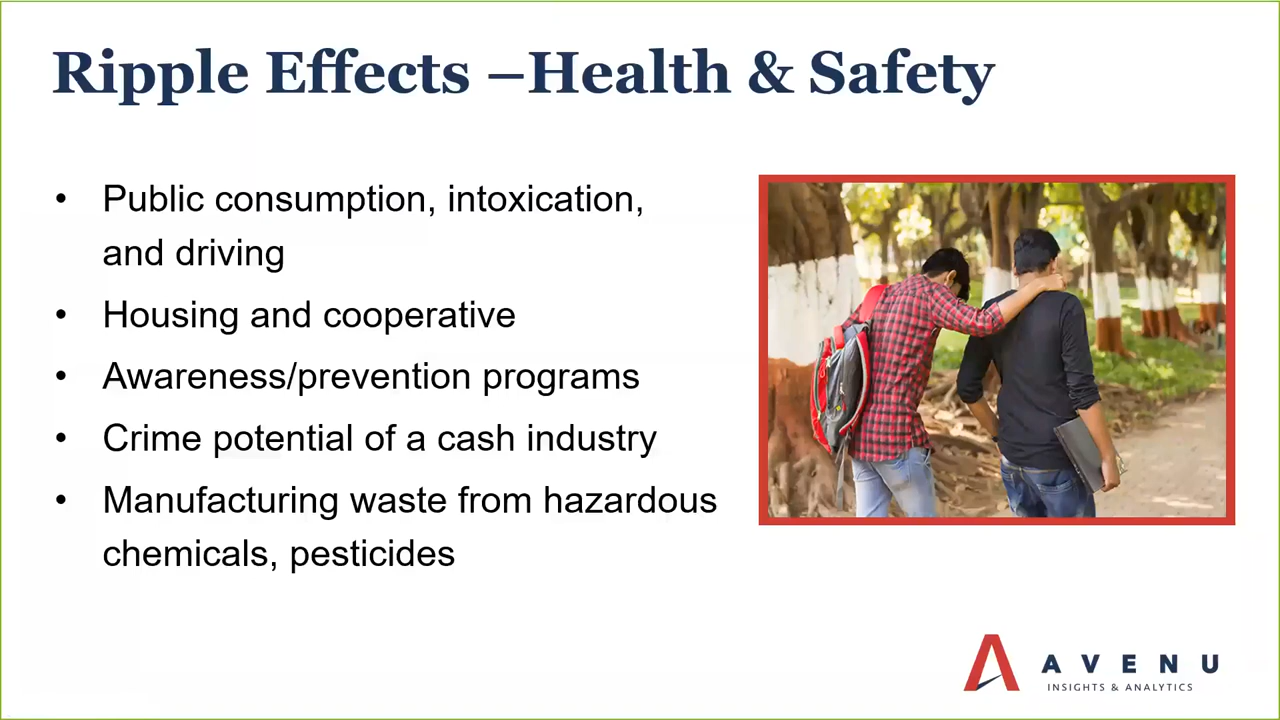 Ripple Effects –Health & Safety
• Public consumption, intoxication,
and driving
• Housing and cooperative
• Awareness/prevention programs
• Crime potential of a cash industry
• Manufacturing waste from hazardous
chemicals, pesticides
AVENU
INSIGHTS & ANALYTICS